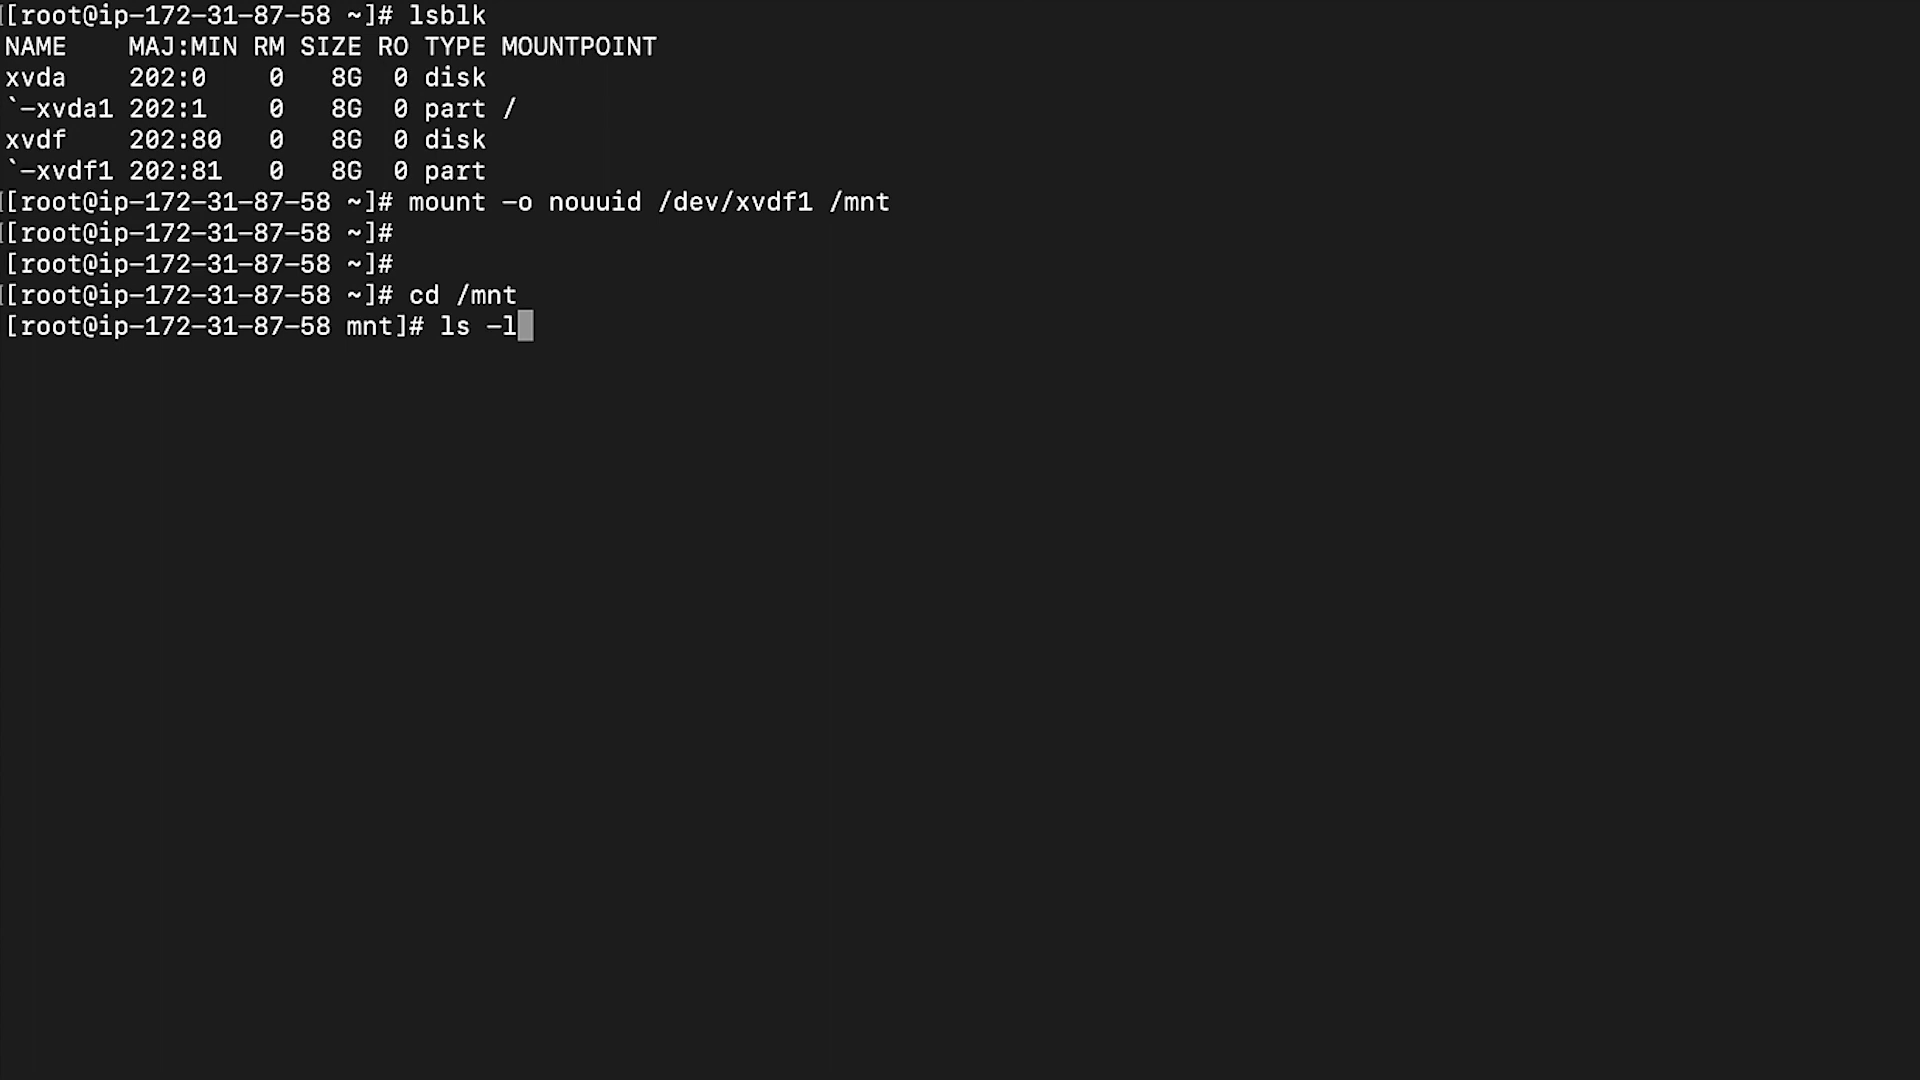 [[root@ip-172-31-87-58 ~]# lsblk
NAME    MAJ:MIN RM SIZE RO TYPE MOUNTPOINT
xvda    202:0    0   8G  0 disk
`-xvda1 202:1    0   8G  0 part /
xvdf    202:80   0   8G  0 disk
`-xvdf1 202:81   0   8G  0 part
[[root@ip-172-31-87-58 ~]# mount -o nouuid /dev/xvdf1 /mnt
[[root@ip-172-31-87-58 ~]#
[root@ip-172-31-87-58 ~]#
[[root@ip-172-31-87-58 ~]# cd /mnt
[root@ip-172-31-87-58 mnt]# ls -l